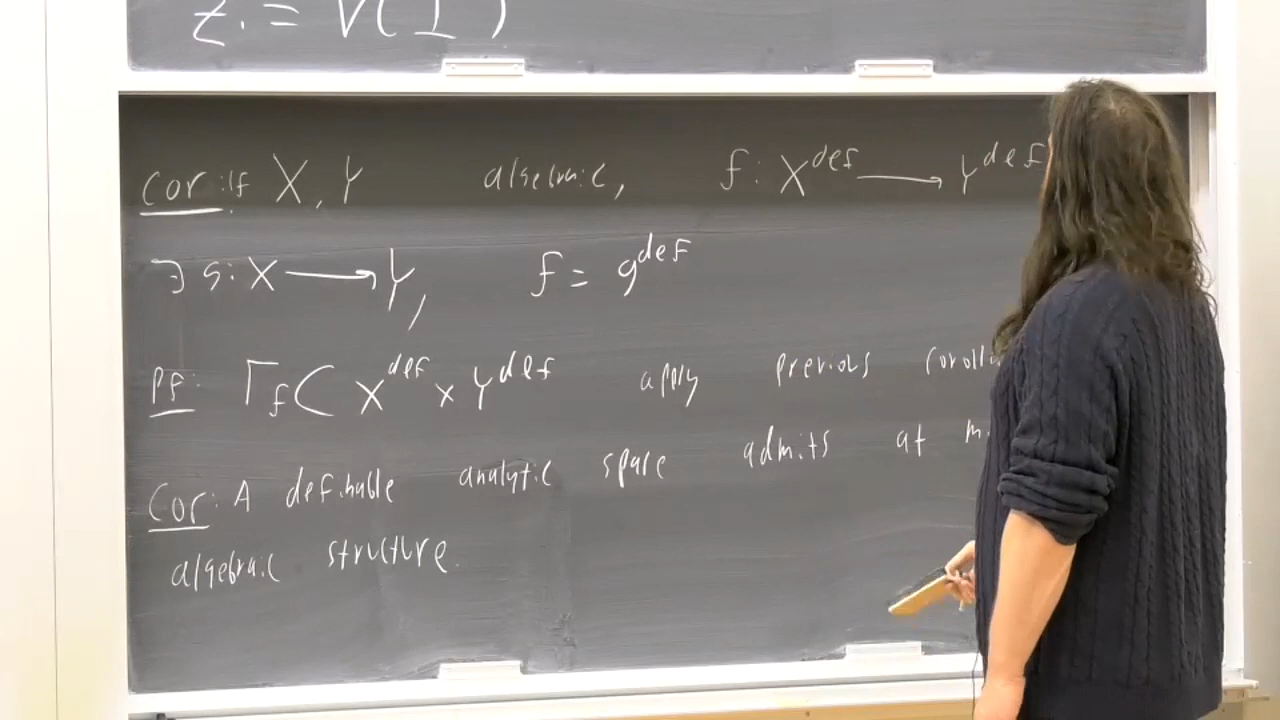 Z := V(I)
Cor: if X, Y algebraic, f: X^def ⟶ Y^def
∃ g: X ⟶ Y, f = g^def
Pf: Γ_f ⊂ X^def × Y^def apply previous
Cor: A definable analytic space admits at
algebraic structure.